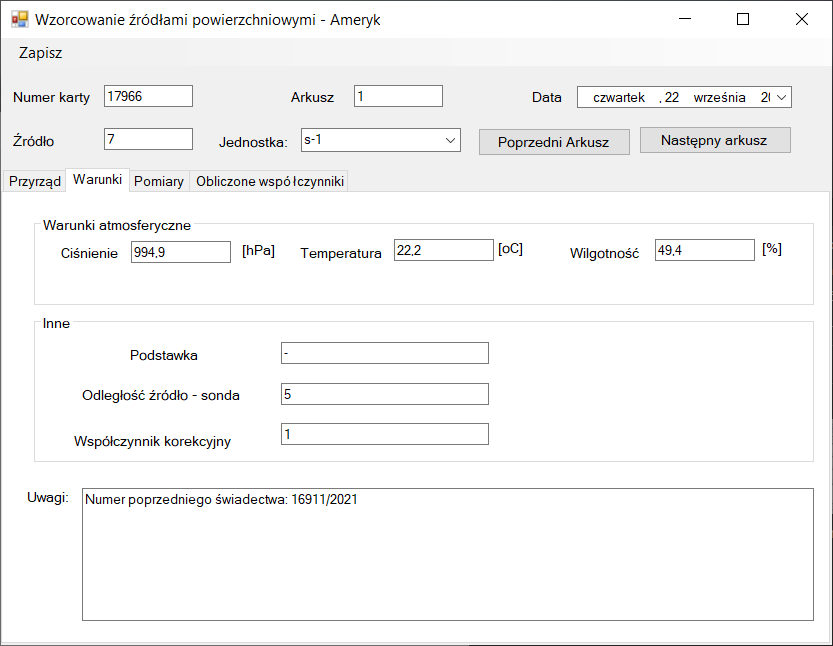 Wzorcowanie źródłami powierzchniowymi - Ameryk
Zapisz
Numer karty 17966 Arkusz 1 Data czwartek , 22 września
Źródło 7 Jednostka: s-1 Poprzedni Arkusz Następny arkusz
Przyrząd Warunki Pomiary Obliczone współczynniki
Warunki atmosferyczne
Ciśnienie 994,9 [hPa] Temperatura 22,2 [oC] Wilgotność 49,4 [%]
Inne
Podstawka -
Odległość źródło - sonda 5
Współczynnik korekcyjny 1
Uwagi: Numer poprzedniego świadectwa: 16911/2021